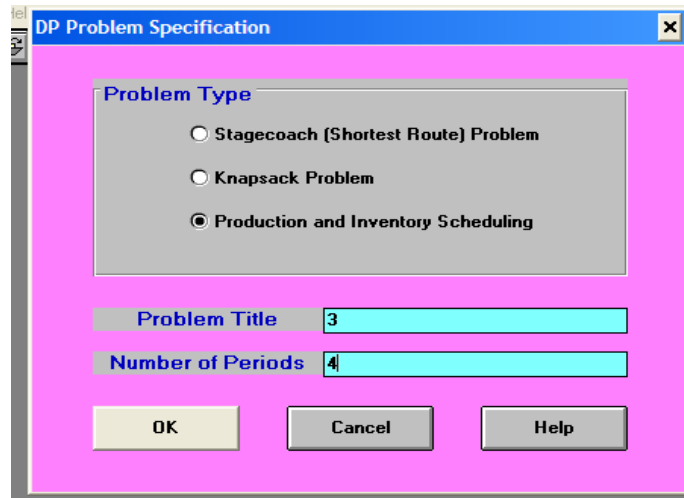 Hel
DP Problem Specification
Problem Type
Stagecoach (Shortest Route) Problem
Knapsack Problem
Production and Inventory Scheduling
Problem Title 3
Number of Periods 4
OK Cancel Help